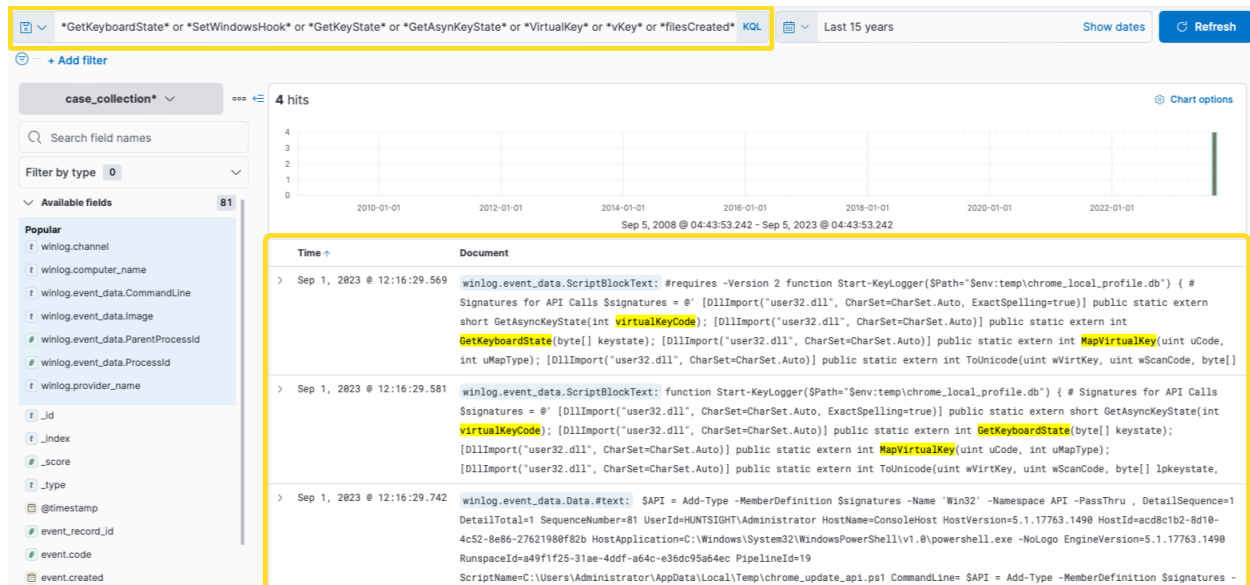 *GetKeyboardState* or *SetWindowsHook* or *GetKeyState* or *GetAsynKeyState* or *VirtualKey* or *vKey* or *filesCreated* KQL
Last 15 years
Show dates
Refresh
+ Add filter
case_collection*
4 hits
Chart options
Search field names
Filter by type 0
Available fields 81
Popular
t winlog.channel
t winlog.computer_name
t winlog.event_data.CommandLine
t winlog.event_data.Image
# winlog.event_data.ParentProcessId
# winlog.event_data.ProcessId
t winlog.provider_name
t _id
t _index
# _score
t _type
@timestamp
# event_record_id
# event.code
event.created
4
3
2
1
0
2010-01-01 2012-01-01 2014-01-01 2016-01-01 2018-01-01 2020-01-01 2022-01-01
Sep 5, 2008 @ 04:43:53.242 - Sep 5, 2023 @ 04:43:53.242
Time Document
Sep 1, 2023 @ 12:16:29.569 winlog.event_data.ScriptBlockText: #requires -Version 2 function Start-KeyLogger($Path="$env:temp\chrome_local_profile.db") { #
Signatures for API Calls $signatures = @' [DllImport("user32.dll", CharSet=CharSet.Auto, ExactSpelling=true)] public static extern
short GetAsyncKeyState(int virtualKeyCode); [DllImport("user32.dll", CharSet=CharSet.Auto)] public static extern int
GetKeyboardState(byte[] keystate); [DllImport("user32.dll", CharSet=CharSet.Auto)] public static extern int MapVirtualKey(uint uCode,
int uMapType); [DllImport("user32.dll", CharSet=CharSet.Auto)] public static extern int ToUnicode(uint wVirtKey, uint wScanCode, byte[]
Sep 1, 2023 @ 12:16:29.581 winlog.event_data.ScriptBlockText: function Start-KeyLogger($Path="$env:temp\chrome_local_profile.db") { # Signatures for API Calls
$signatures = @' [DllImport("user32.dll", CharSet=CharSet.Auto, ExactSpelling=true)] public static extern short GetAsyncKeyState(int
virtualKeyCode); [DllImport("user32.dll", CharSet=CharSet.Auto)] public static extern int GetKeyboardState(byte[] keystate);
[DllImport("user32.dll", CharSet=CharSet.Auto)] public static extern int MapVirtualKey(uint uCode, int uMapType);
[DllImport("user32.dll", CharSet=CharSet.Auto)] public static extern int ToUnicode(uint wVirtKey, uint wScanCode, byte[] lpkeystate,
Sep 1, 2023 @ 12:16:29.742 winlog.event_data.Data.#text: $API = Add-Type -MemberDefinition $signatures -Name 'Win32' -Namespace API -PassThru , DetailSequence=1
DetailTotal=1 SequenceNumber=81 UserId=HUNTSIGHT\Administrator HostName=ConsoleHost HostVersion=5.1.17763.1490 HostId=acd8c1b2-8d10-
4c52-8e86-27621980f82b HostApplication=C:\Windows\System32\WindowsPowerShell\v1.0\powershell.exe -NoLogo EngineVersion=5.1.17763.1490
RunspaceId=a49f1f25-31ae-4ddf-a64c-e36dc95a64ec PipelineId=19
ScriptName=C:\Users\Administrator\AppData\Local\Temp\chrome_update_api.ps1 CommandLine= $API = Add-Type -MemberDefinition $signatures -